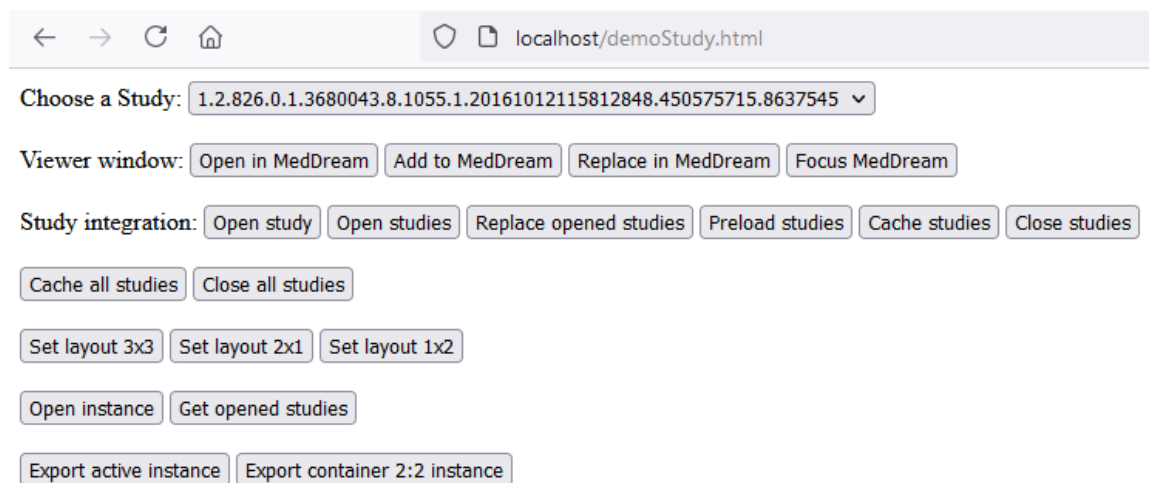 localhost/demoStudy.html
Choose a Study: 1.2.826.0.1.3680043.8.1055.1.20161012115812848.450575715.8637545
Viewer window: Open in MedDream Add to MedDream Replace in MedDream Focus MedDream
Study integration: Open study Open studies Replace opened studies Preload studies Cache studies Close studies
Cache all studies Close all studies
Set layout 3x3 Set layout 2x1 Set layout 1x2
Open instance Get opened studies
Export active instance Export container 2:2 instance